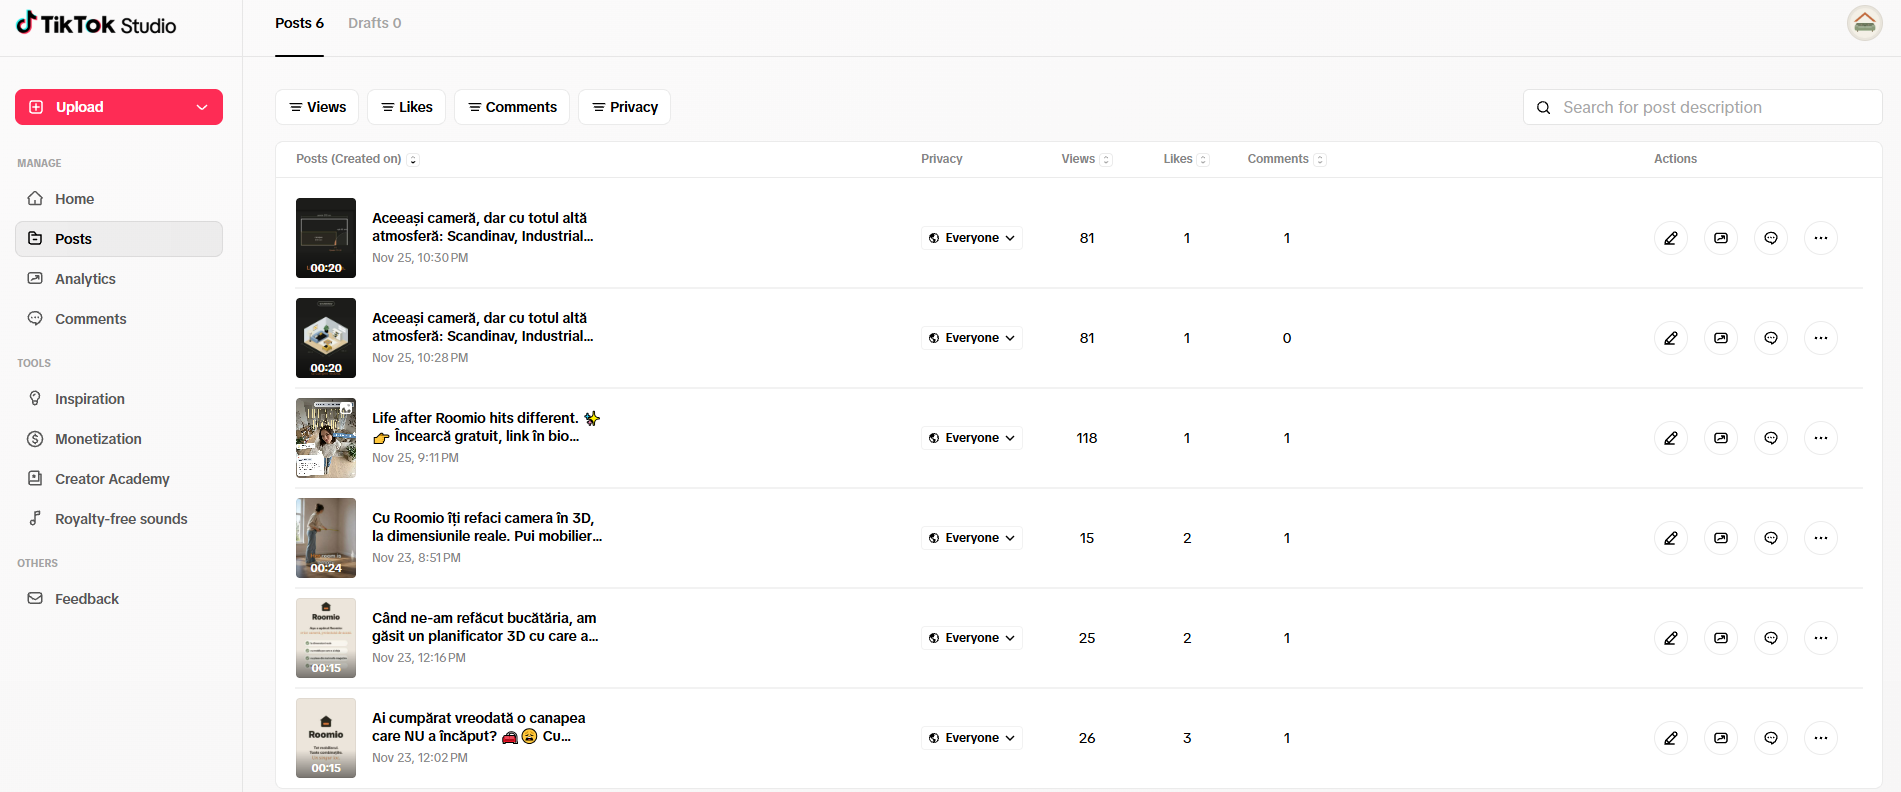 TikTok Studio
Posts 6
Drafts 0
Upload
Views
Likes
Comments
Privacy
Search for post description
MANAGE
Home
Posts
Analytics
Comments
TOOLS
Inspiration
Monetization
Creator Academy
Royalty-free sounds
OTHERS
Feedback
Posts (Created on)
Privacy
Views
Likes
Comments
Actions
00:20
Aceeași cameră, dar cu totul altă
atmosferă: Scandinav, Industrial...
Nov 25, 10:30 PM
Everyone
81
1
1
00:20
Aceeași cameră, dar cu totul altă
atmosferă: Scandinav, Industrial...
Nov 25, 10:28 PM
Everyone
81
1
0
Life after Roomio hits different. ✨
👉 Încearcă gratuit, link în bio...
Nov 25, 9:11 PM
Everyone
118
1
1
00:24
Cu Roomio îți refaci camera în 3D,
la dimensiunile reale. Pui mobilier...
Nov 23, 8:51 PM
Everyone
15
2
1
Roomio
00:15
Când ne-am refăcut bucătăria, am
găsit un planificator 3D cu care a...
Nov 23, 12:16 PM
Everyone
25
2
1
Roomio
00:15
Ai cumpărat vreodată o canapea
care NU a încăput? 🚘😩 Cu...
Nov 23, 12:02 PM
Everyone
26
3
1